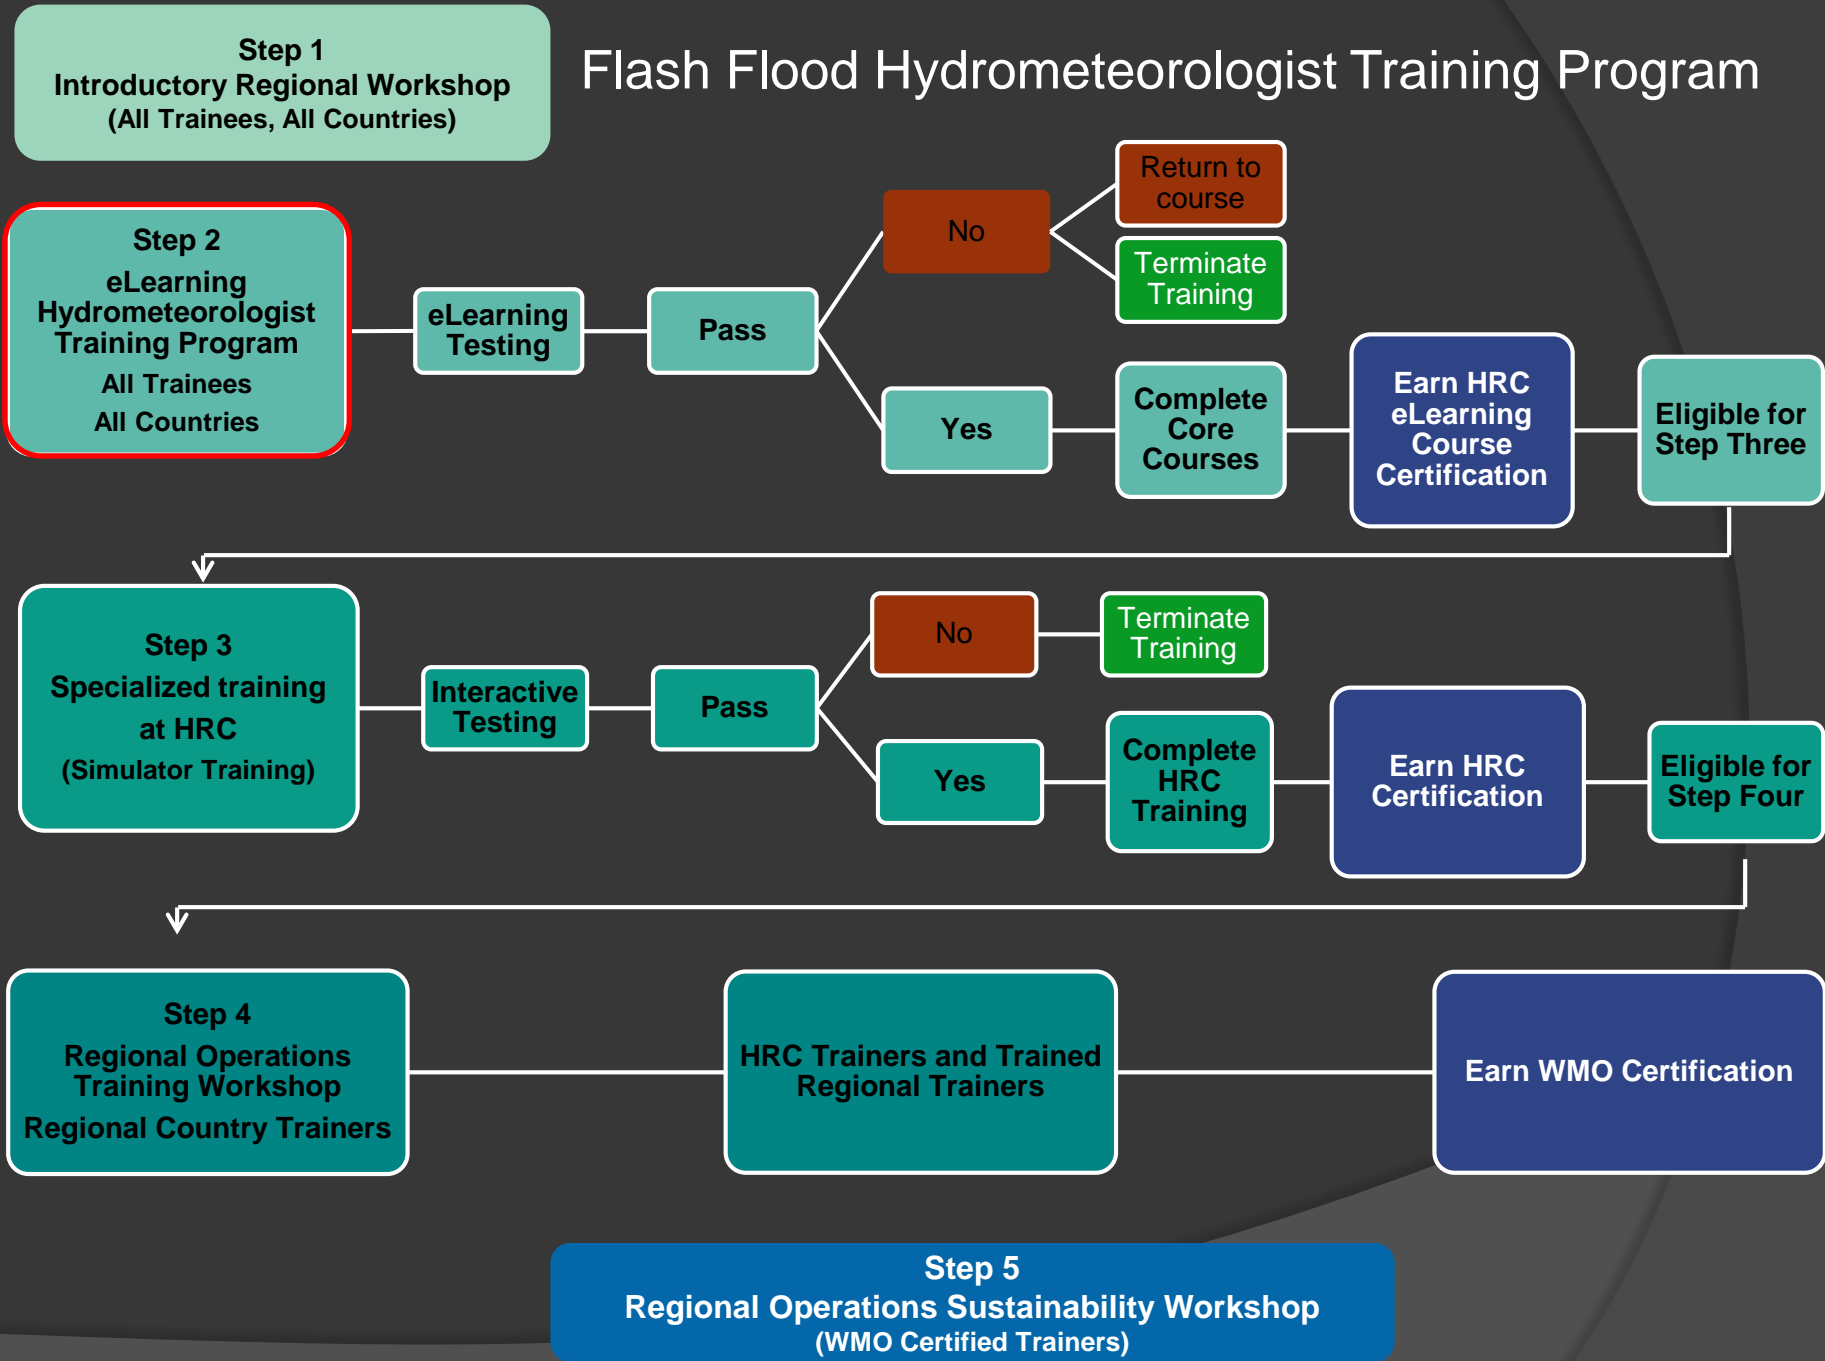 Step 1
Introductory Regional Workshop
(All Trainees, All Countries)
Flash Flood Hydrometeorologist Training Program
Step 2
eLearning
Hydrometeorologist
Training Program
All Trainees
All Countries
eLearning
Testing
Pass
No
Return to
course
Terminate
Training
Yes
Complete
Core
Courses
Earn HRC
eLearning
Course
Certification
Eligible for
Step Three
Step 3
Specialized training
at HRC
(Simulator Training)
Interactive
Testing
Pass
No
Terminate
Training
Yes
Complete
HRC
Training
Earn HRC
Certification
Eligible for
Step Four
Step 4
Regional Operations
Training Workshop
Regional Country Trainers
HRC Trainers and Trained
Regional Trainers
Earn WMO Certification
Step 5
Regional Operations Sustainability Workshop
(WMO Certified Trainers)